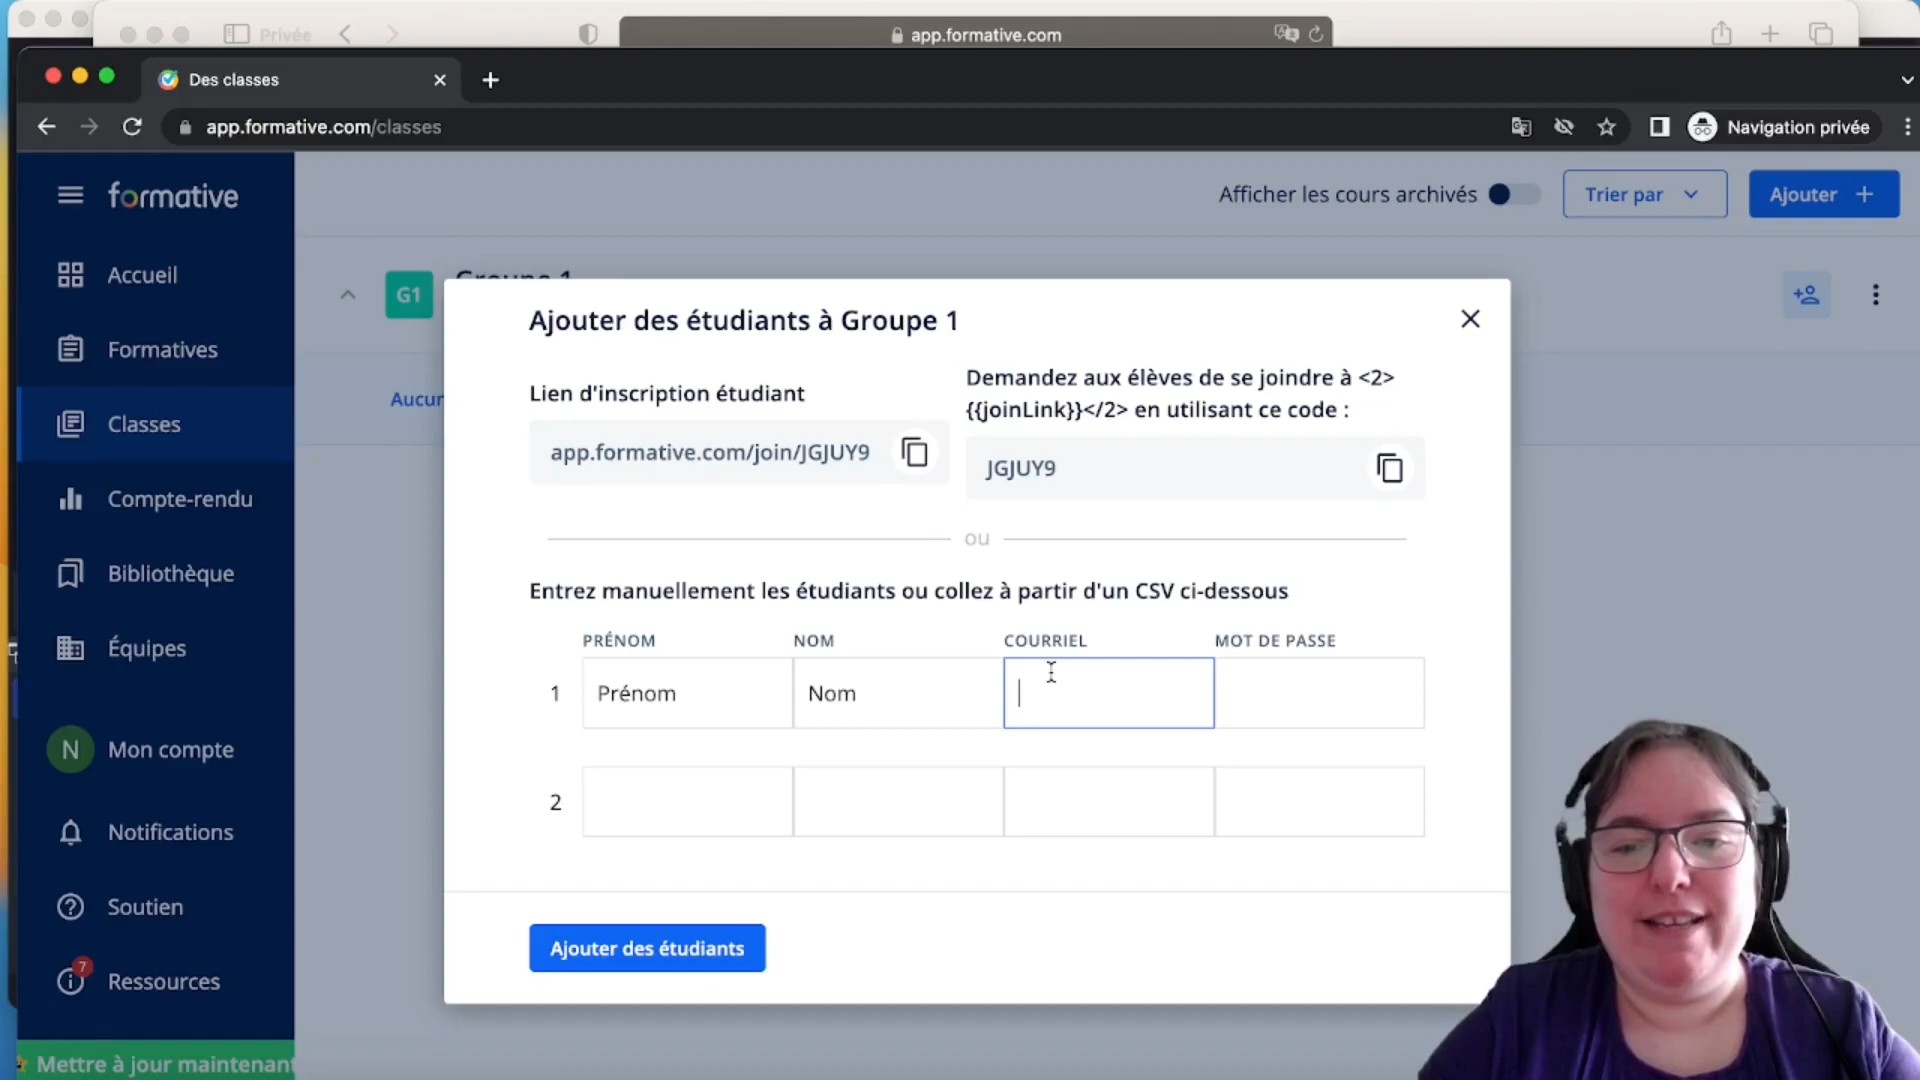 Privée
app.formative.com
Des classes
app.formative.com/classes
Navigation privée
formative
Afficher les cours archivés
Trier par
Ajouter +
Accueil
G1
Groupe 1
Ajouter des étudiants à Groupe 1
Formatives
Lien d'inscription étudiant
Demandez aux élèves de se joindre à <2>
{{joinLink}}</2> en utilisant ce code :
Aucun
Classes
app.formative.com/join/JGJUY9
JGJUY9
Compte-rendu
ou
Bibliothèque
Entrez manuellement les étudiants ou collez à partir d'un CSV ci-dessous
Équipes
PRÉNOM NOM COURRIEL MOT DE PASSE
1 Prénom Nom
N Mon compte
2
Notifications
Soutien
Ajouter des étudiants
7
Ressources
Mettre à jour maintenant